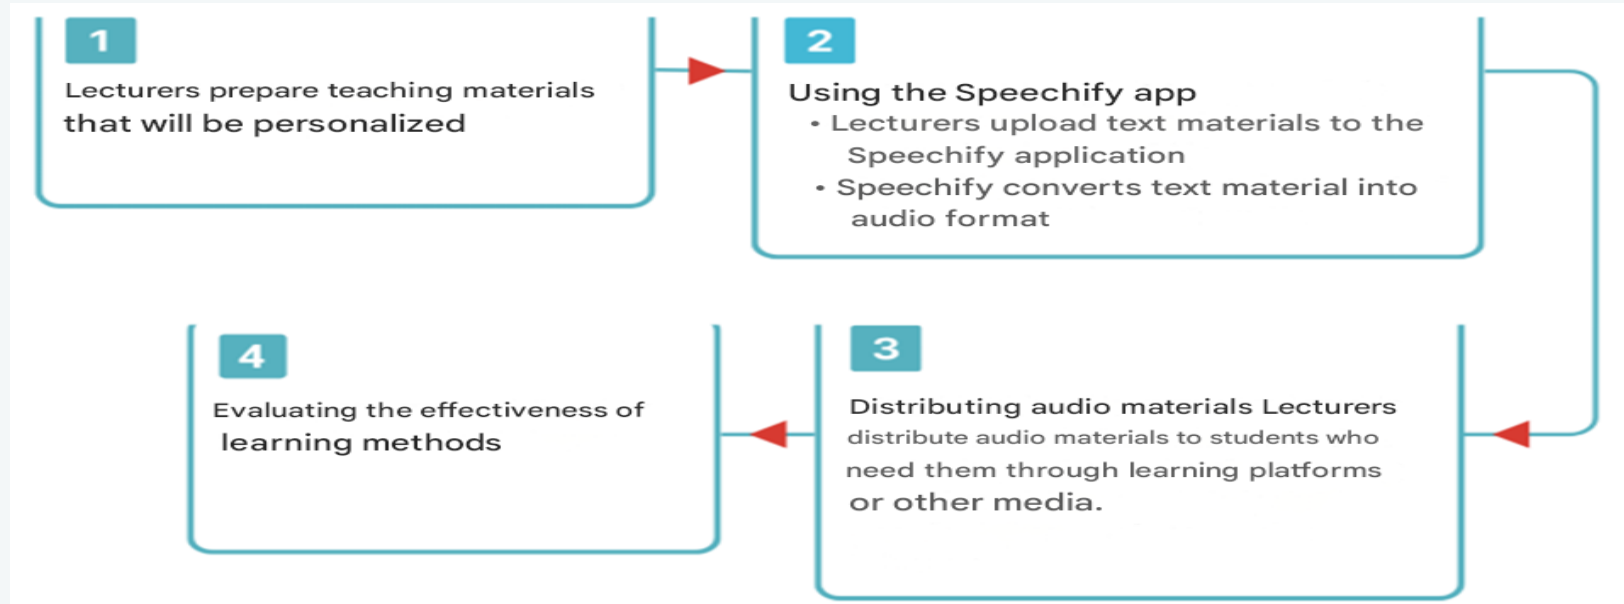 1
Lecturers prepare teaching materials
that will be personalized
2
Using the Speechify app
• Lecturers upload text materials to the
Speechify application
• Speechify converts text material into
audio format
3
Distributing audio materials Lecturers
distribute audio materials to students who
need them through learning platforms
or other media.
4
Evaluating the effectiveness of
learning methods